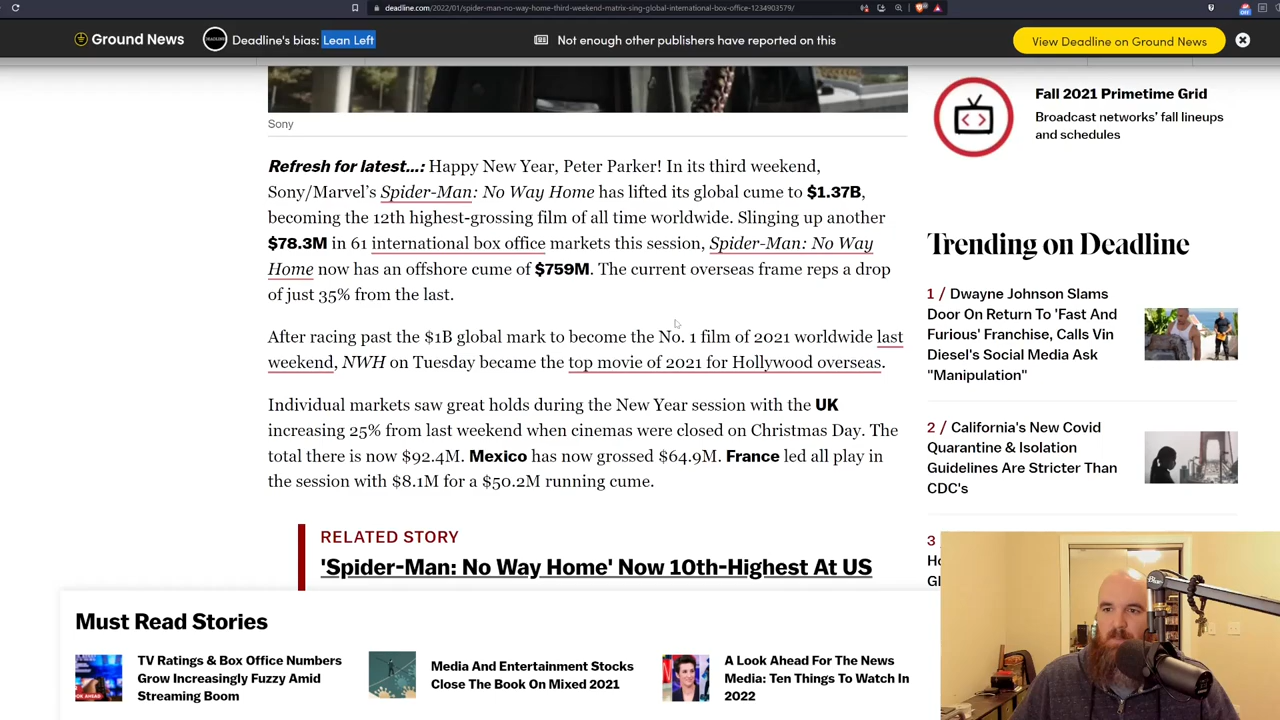 deadline.com/2022/01/spider-man-no-way-home-third-weekend-matrix-sing-global-international-box-office-1234903579/
Ground News
Deadline's bias: Lean Left
Not enough other publishers have reported on this
View Deadline on Ground News
Sony
Refresh for latest…: Happy New Year, Peter Parker! In its third weekend,
Sony/Marvel's Spider-Man: No Way Home has lifted its global cume to $1.37B,
becoming the 12th highest-grossing film of all time worldwide. Slinging up another
$78.3M in 61 international box office markets this session, Spider-Man: No Way
Home now has an offshore cume of $759M. The current overseas frame reps a drop
of just 35% from the last.
After racing past the $1B global mark to become the No. 1 film of 2021 worldwide last
weekend, NWH on Tuesday became the top movie of 2021 for Hollywood overseas.
Individual markets saw great holds during the New Year session with the UK
increasing 25% from last weekend when cinemas were closed on Christmas Day. The
total there is now $92.4M. Mexico has now grossed $64.9M. France led all play in
the session with $8.1M for a $50.2M running cume.
RELATED STORY
'Spider-Man: No Way Home' Now 10th-Highest At US
Fall 2021 Primetime Grid
Broadcast networks' fall lineups
and schedules
Trending on Deadline
1 / Dwayne Johnson Slams
Door On Return To 'Fast And
Furious' Franchise, Calls Vin
Diesel's Social Media Ask
"Manipulation"
2 / California's New Covid
Quarantine & Isolation
Guidelines Are Stricter Than
CDC's
3
Must Read Stories
TV Ratings & Box Office Numbers
Grow Increasingly Fuzzy Amid
Streaming Boom
Media And Entertainment Stocks
Close The Book On Mixed 2021
A Look Ahead For The News
Media: Ten Things To Watch In
2022